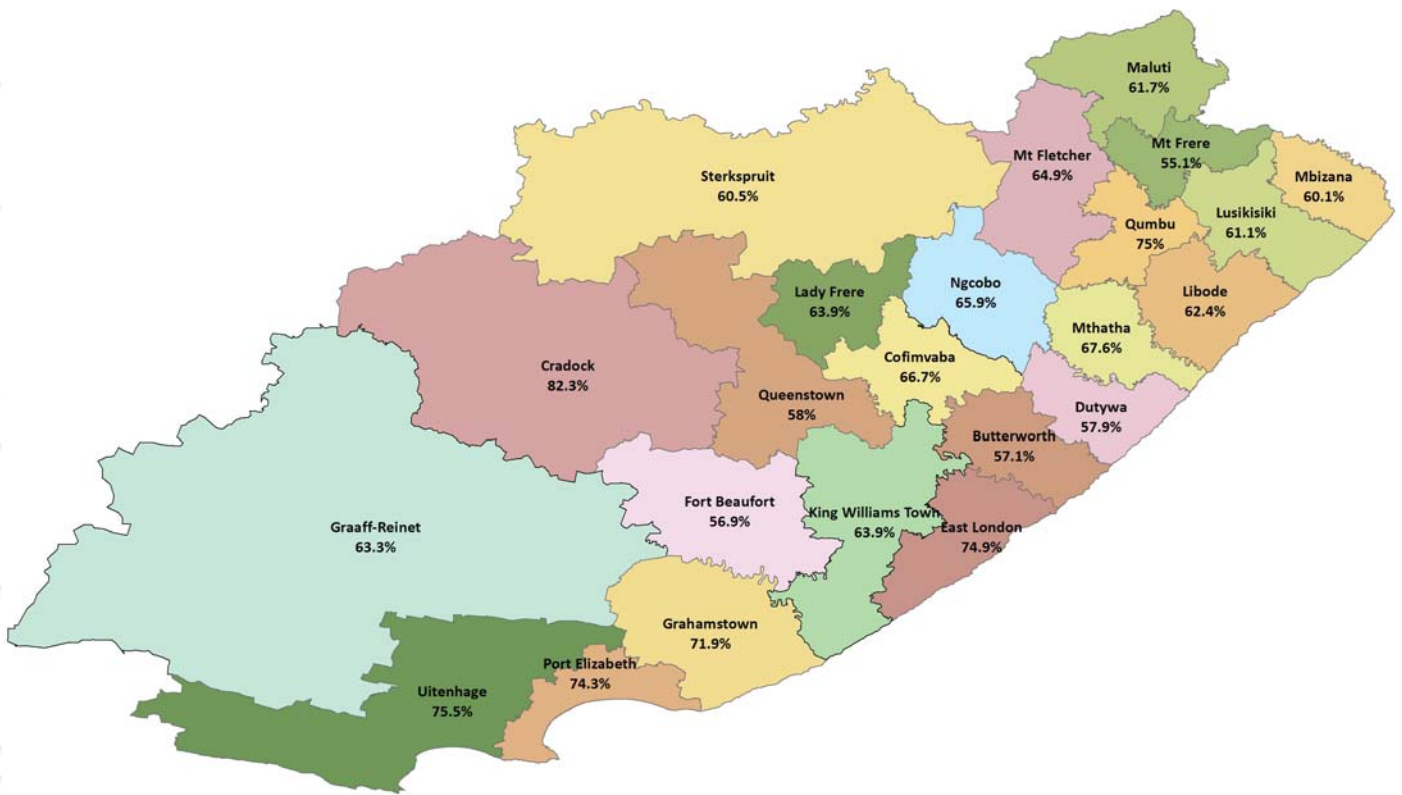 Maluti
61.7%
Mt Frere
55.1%
Mt Fletcher
64.9%
Mbizana
60.1%
Sterkspruit
60.5%
Lusikisiki
61.1%
Qumbu
75%
Ngcobo
65.9%
Lady Frere
63.9%
Libode
62.4%
Mthatha
67.6%
Cofimvaba
66.7%
Cradock
82.3%
Queenstown
58%
Dutywa
57.9%
Butterworth
57.1%
Fort Beaufort
56.9%
King Williams Town
63.9%
East London
74.9%
Graaff-Reinet
63.3%
Grahamstown
71.9%
Port Elizabeth
74.3%
Uitenhage
75.5%